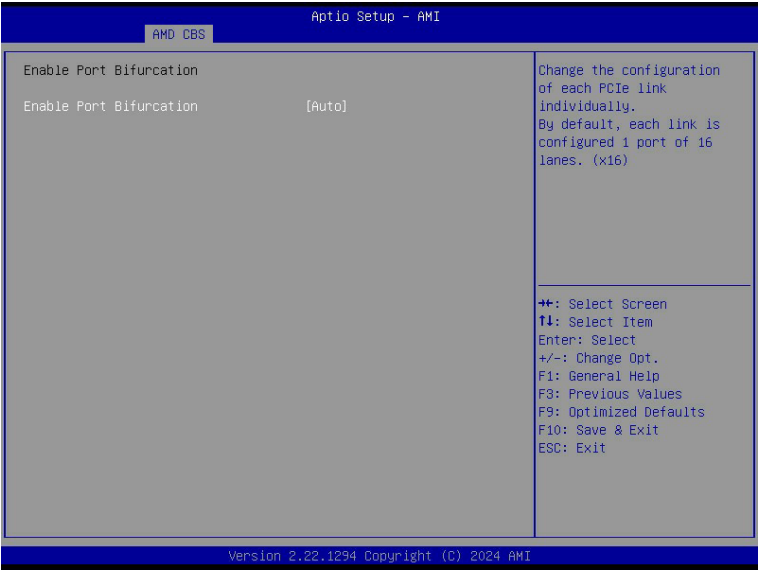 Aptio Setup – AMI
AMD CBS
Enable Port Bifurcation
Enable Port Bifurcation [Auto]
Change the configuration
of each PCIe link
individually.
By default, each link is
configured 1 port of 16
lanes. (x16)
→←: Select Screen
↑↓: Select Item
Enter: Select
+/-: Change Opt.
F1: General Help
F3: Previous Values
F9: Optimized Defaults
F10: Save & Exit
ESC: Exit
Version 2.22.1294 Copyright (C) 2024 AMI